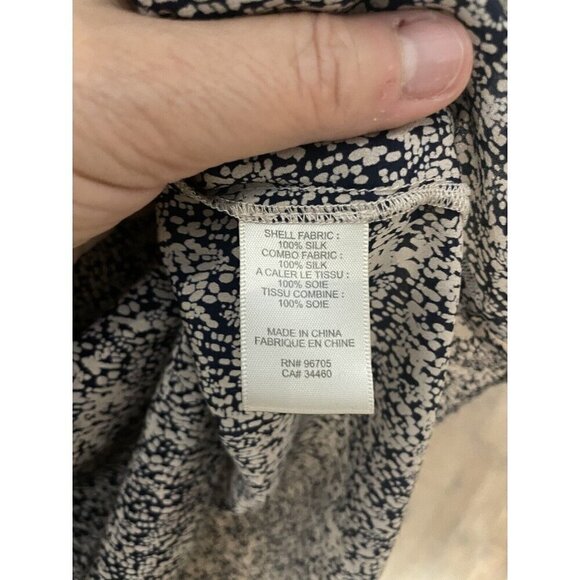 SHELL FABRIC :
100% SILK
COMBO FABRIC :
100% SILK
A CALER LE TISSU :
100% SOIE
TISSU COMBINE :
100% SOIE
MADE IN CHINA
FABRIQUE EN CHINE
RN# 96705
CA# 34460